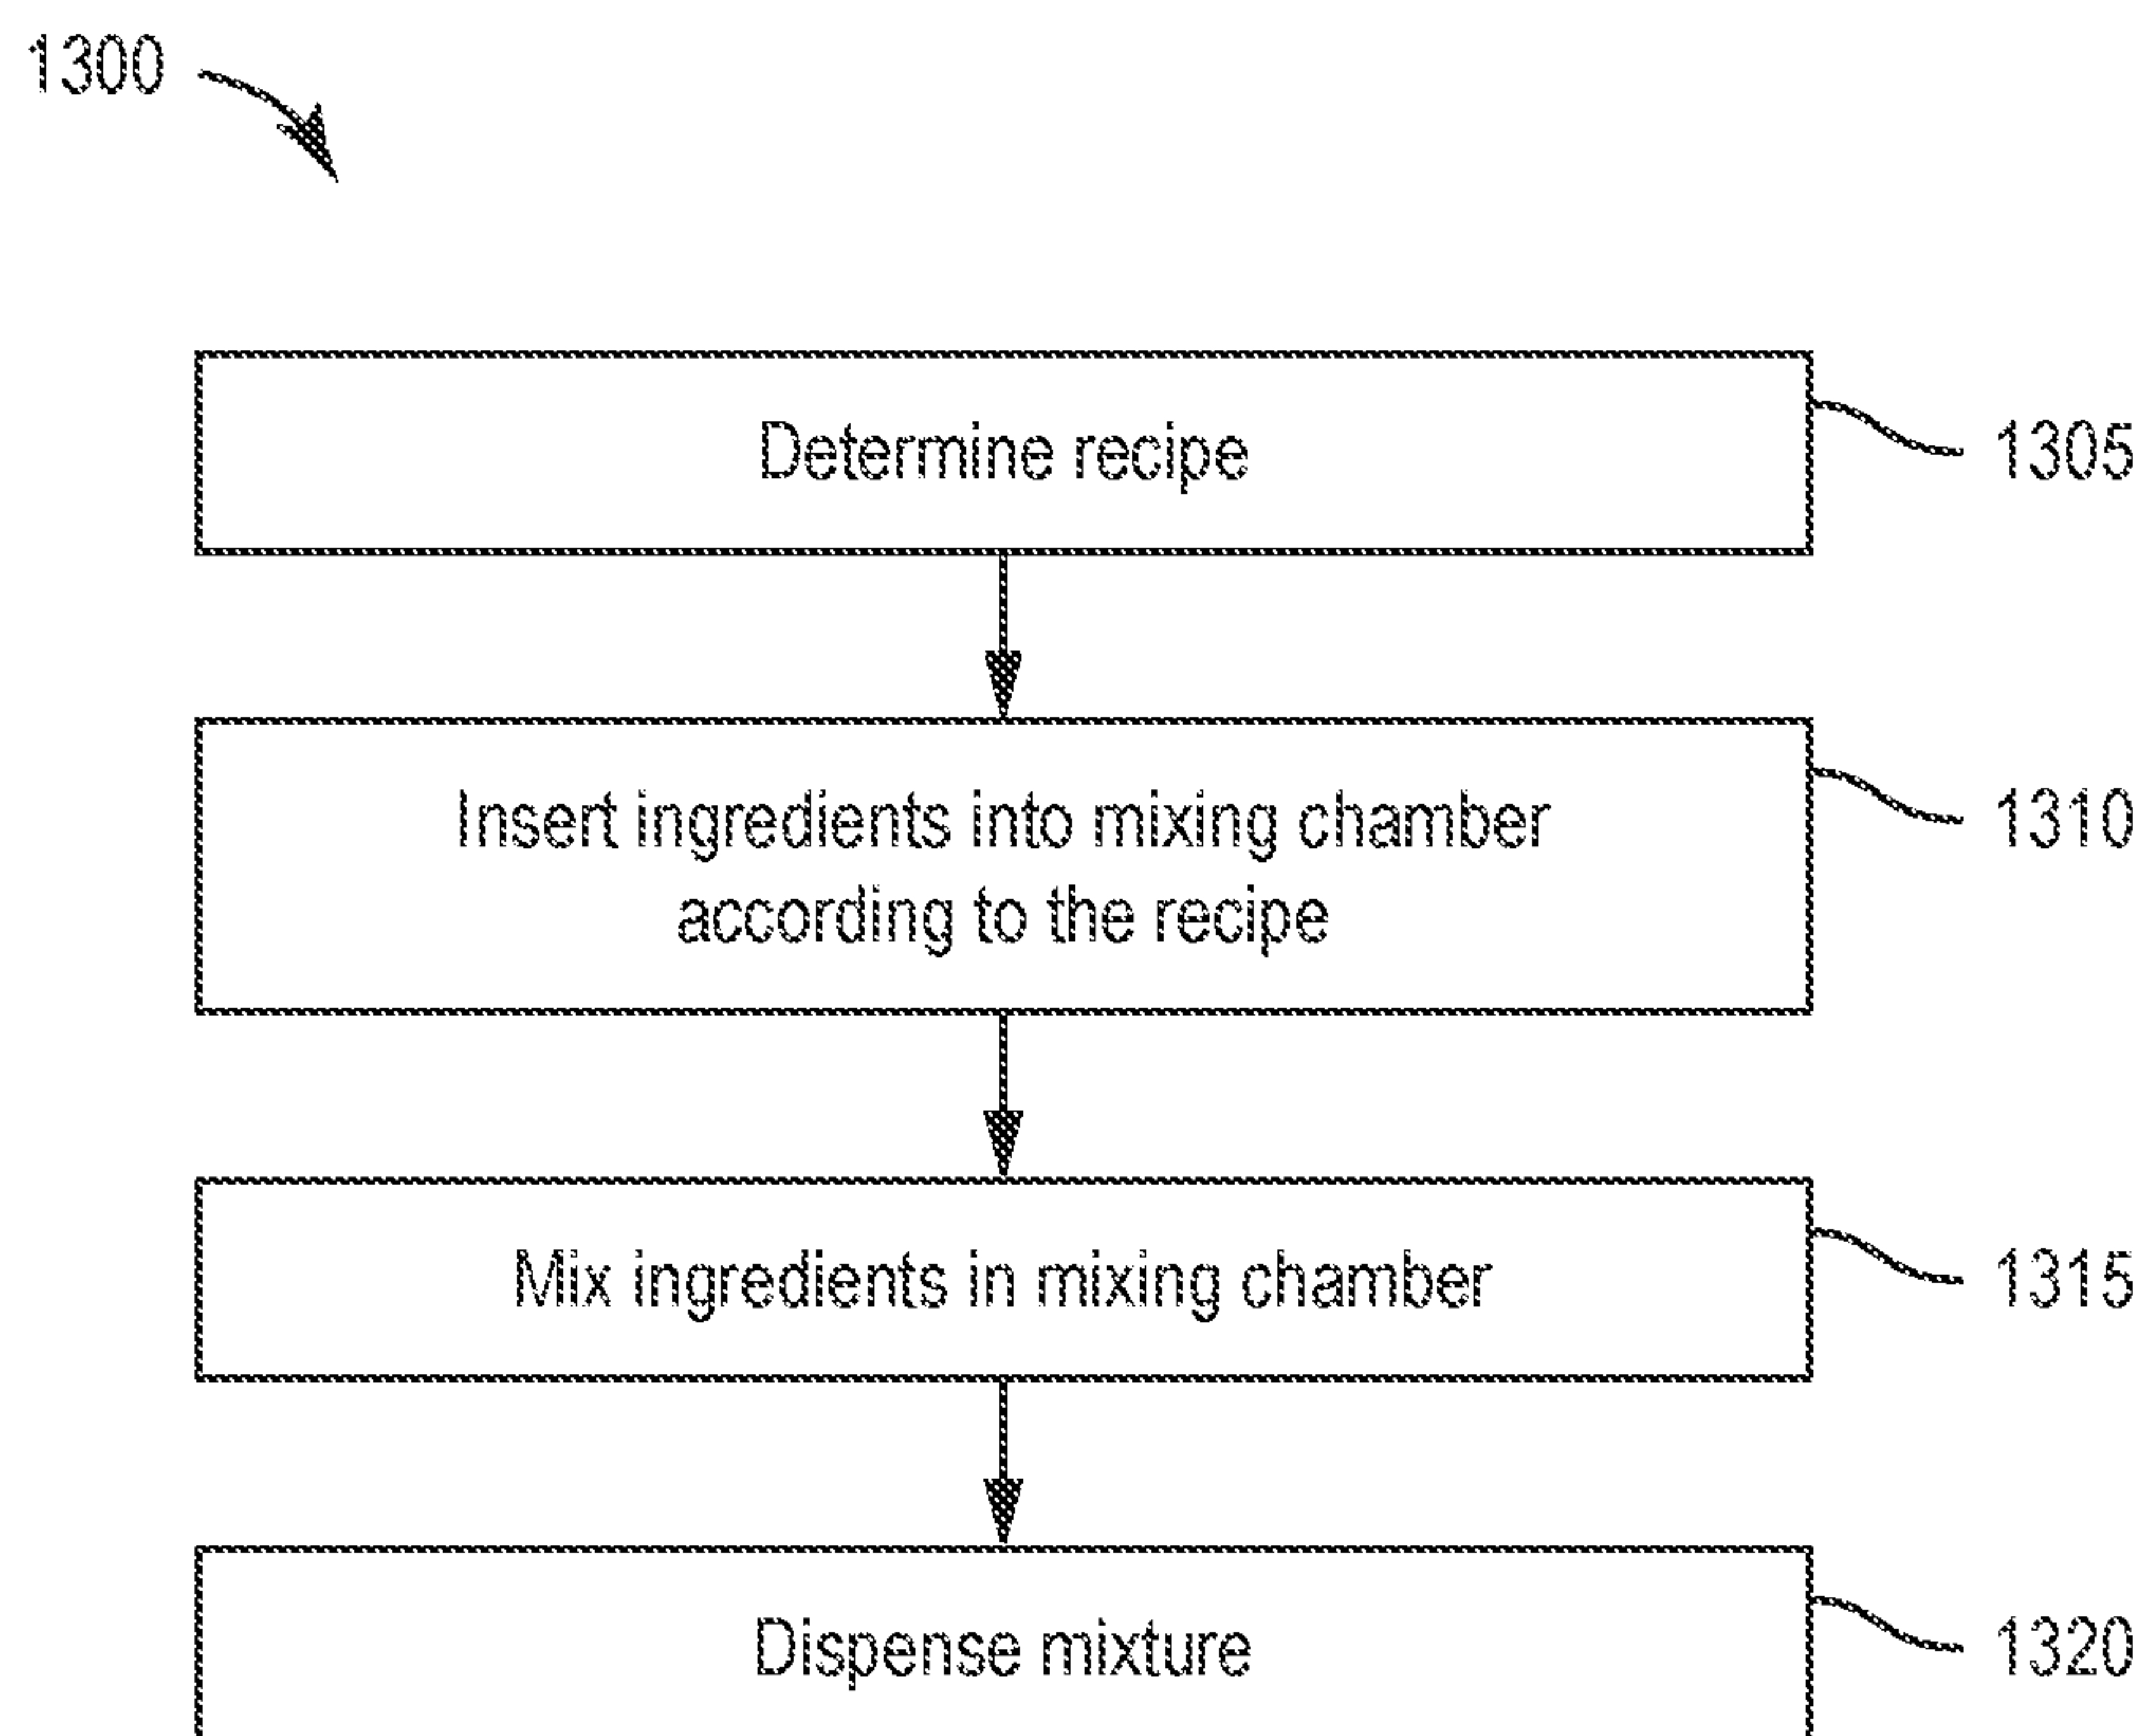 1300
Determine recipe
1305
Insert ingredients into mixing chamber
according to the recipe
1310
Mix ingredients in mixing chamber
1315
Dispense mixture
1320